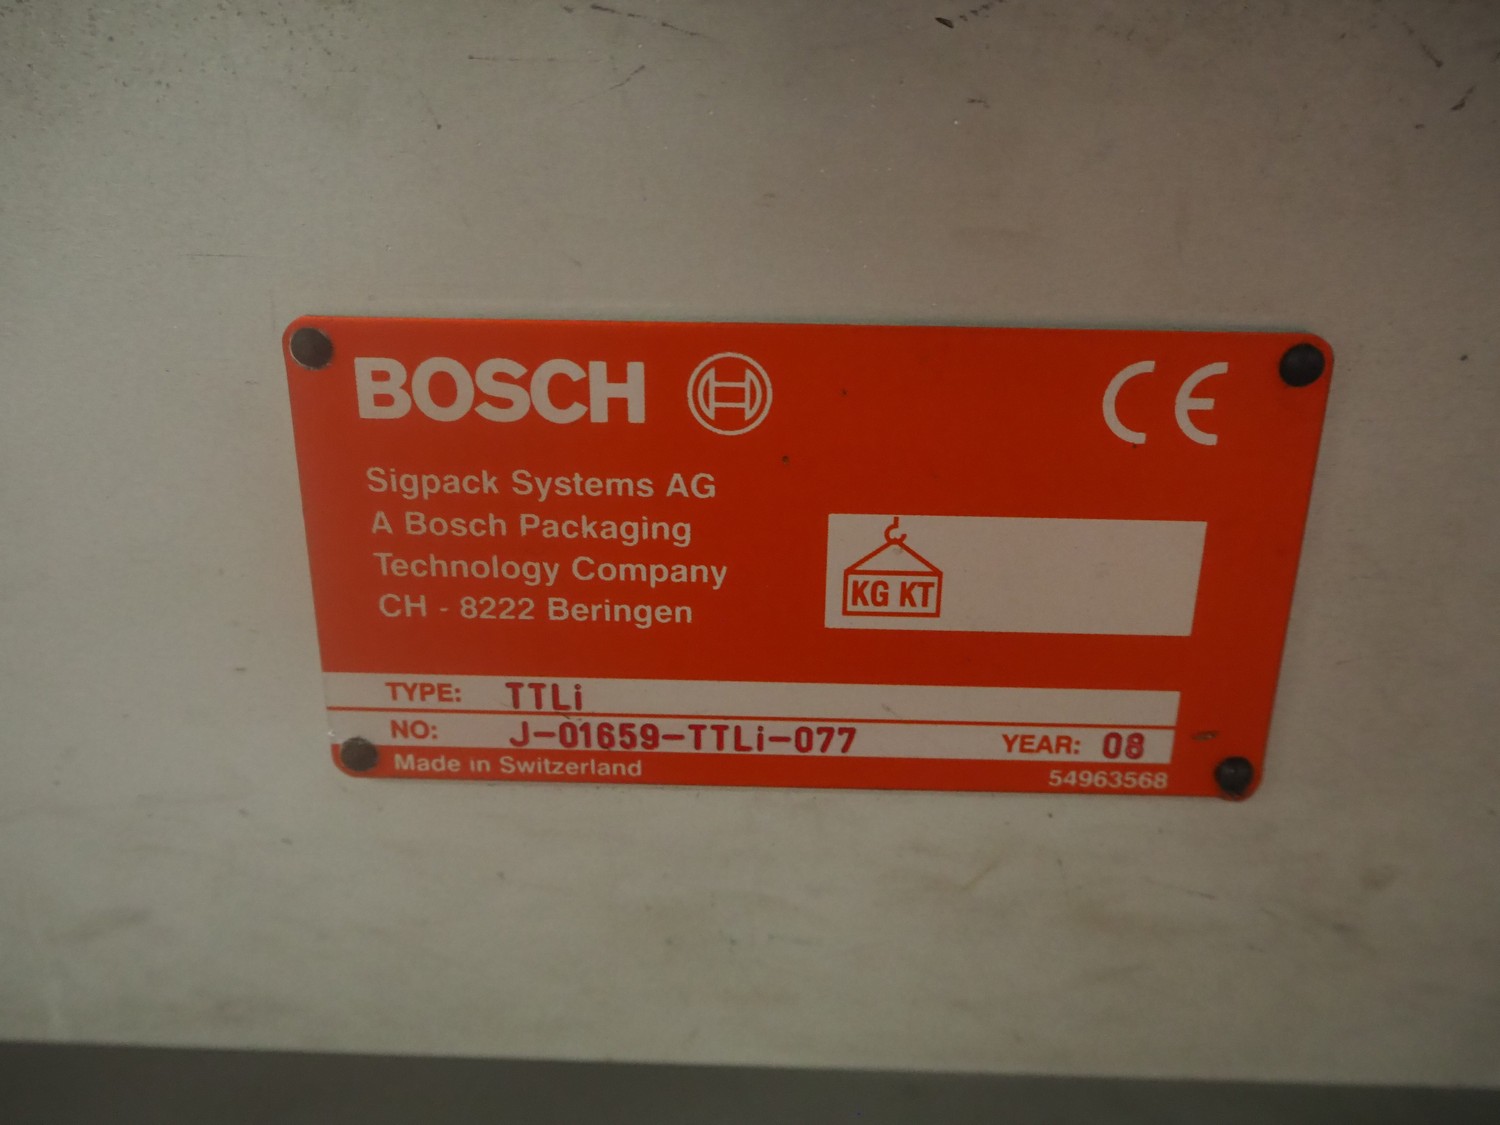 BOSCH CE
Sigpack Systems AG
A Bosch Packaging
Technology Company
CH - 8222 Beringen
KG KT
TYPE: TTLi
NO: J-01659-TTLi-077 YEAR: 08
Made in Switzerland 54963568